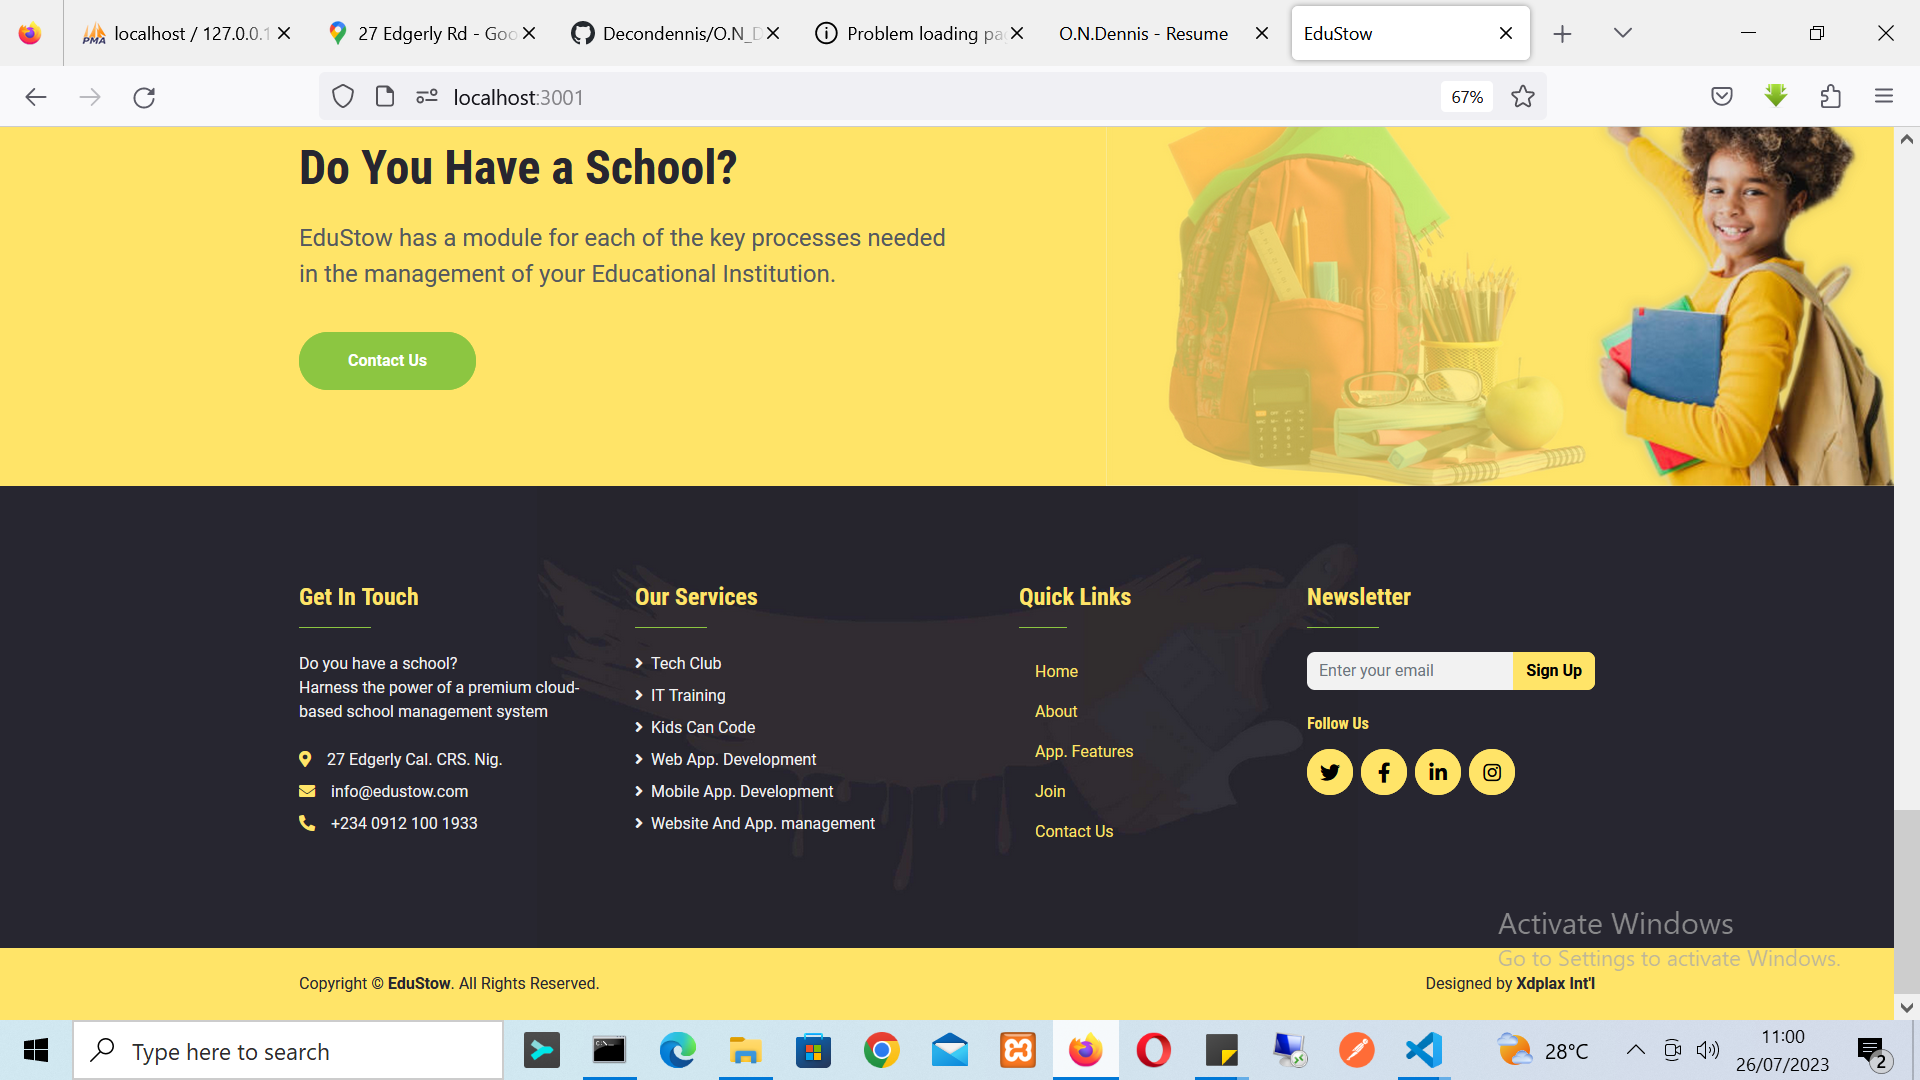 localhost / 127.0.0.1
27 Edgerly Rd - Goo
Decondennis/O.N_D
Problem loading pa
O.N.Dennis - Resume
EduStow
localhost:3001
67%
Do You Have a School?
EduStow has a module for each of the key processes needed
in the management of your Educational Institution.
Contact Us
Get In Touch
Do you have a school?
Harness the power of a premium cloud-
based school management system
27 Edgerly Cal. CRS. Nig.
info@edustow.com
+234 0912 100 1933
Our Services
Tech Club
IT Training
Kids Can Code
Web App. Development
Mobile App. Development
Website And App. management
Quick Links
Home
About
App. Features
Join
Contact Us
Newsletter
Enter your email
Sign Up
Follow Us
Activate Windows
Go to Settings to activate Windows.
Copyright © EduStow. All Rights Reserved.
Designed by Xdplax Int'l
Type here to search
28°C
11:00
26/07/2023
2